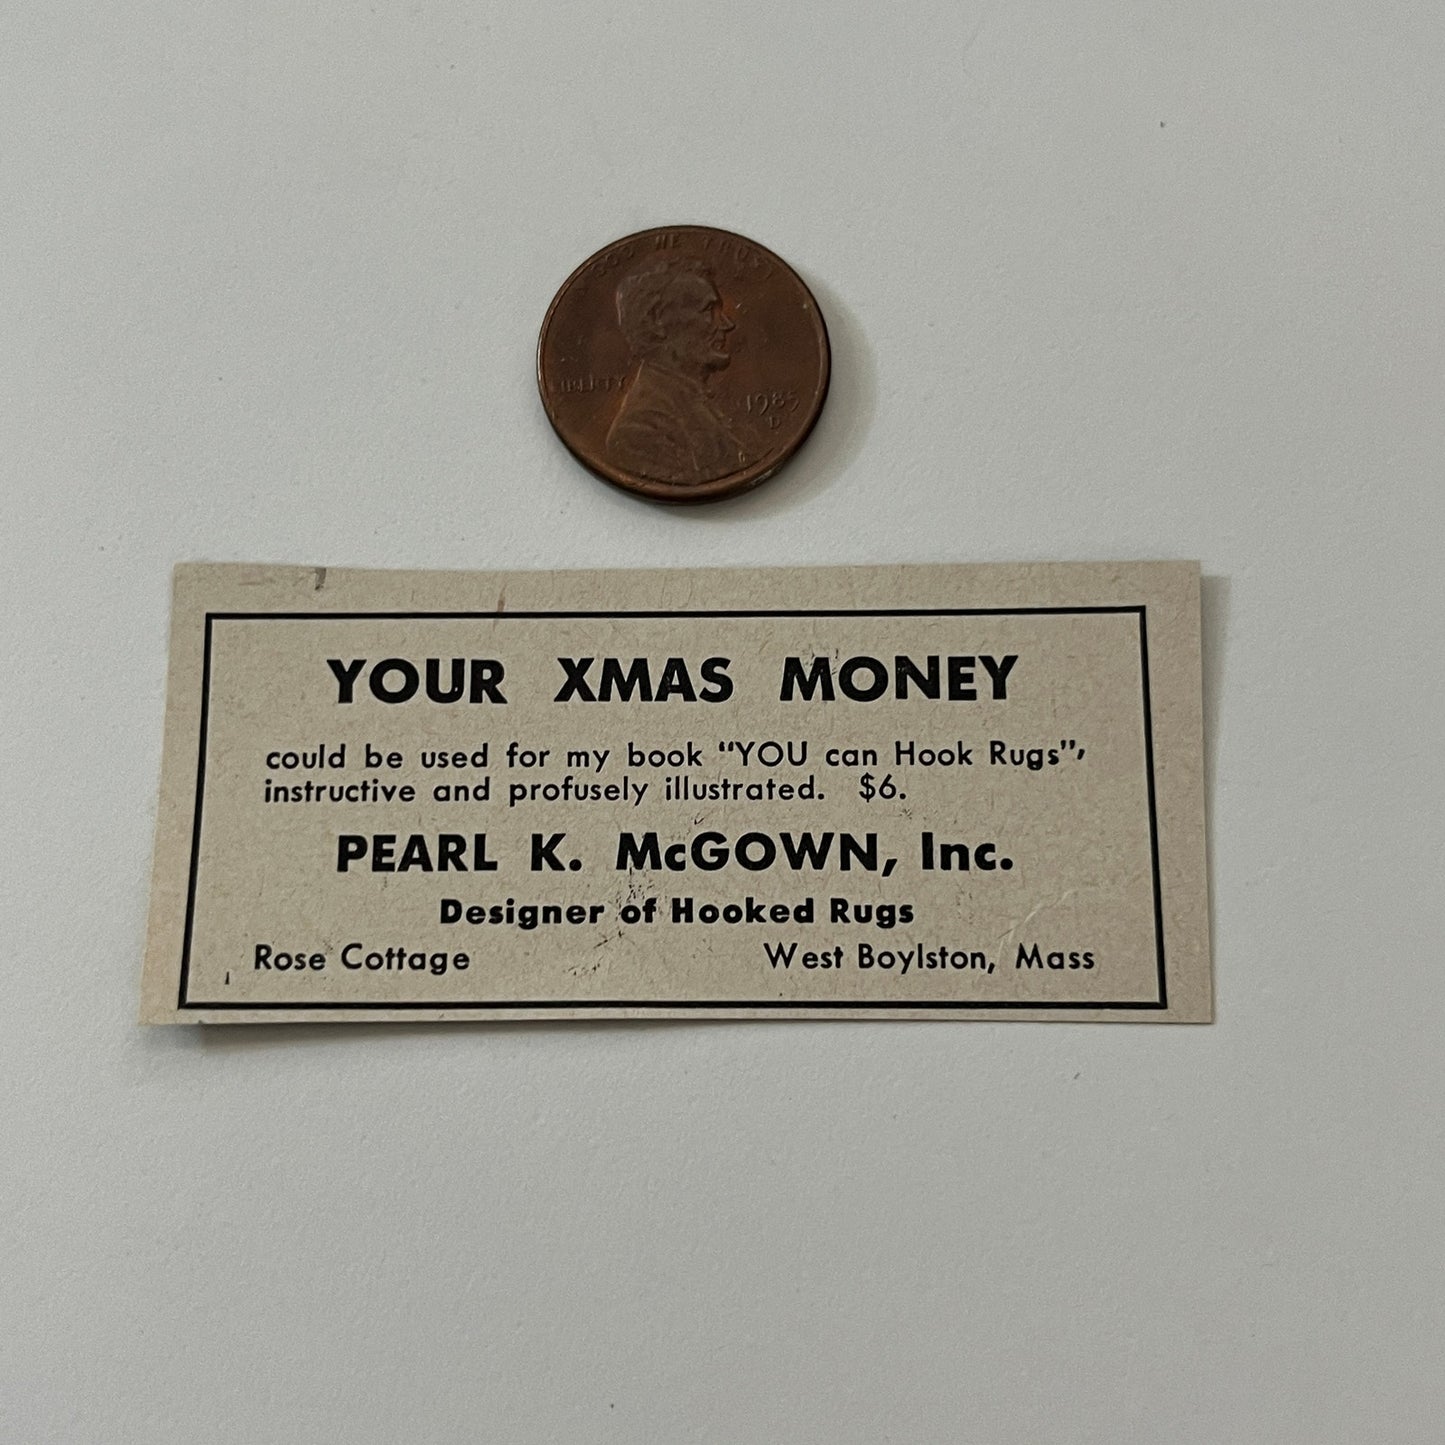 GOD WE TRUST
LIBERTY
1985
D
YOUR XMAS MONEY
could be used for my book "YOU can Hook Rugs",
instructive and profusely illustrated. $6.
PEARL K. McGOWN, Inc.
Designer of Hooked Rugs
Rose Cottage West Boylston, Mass